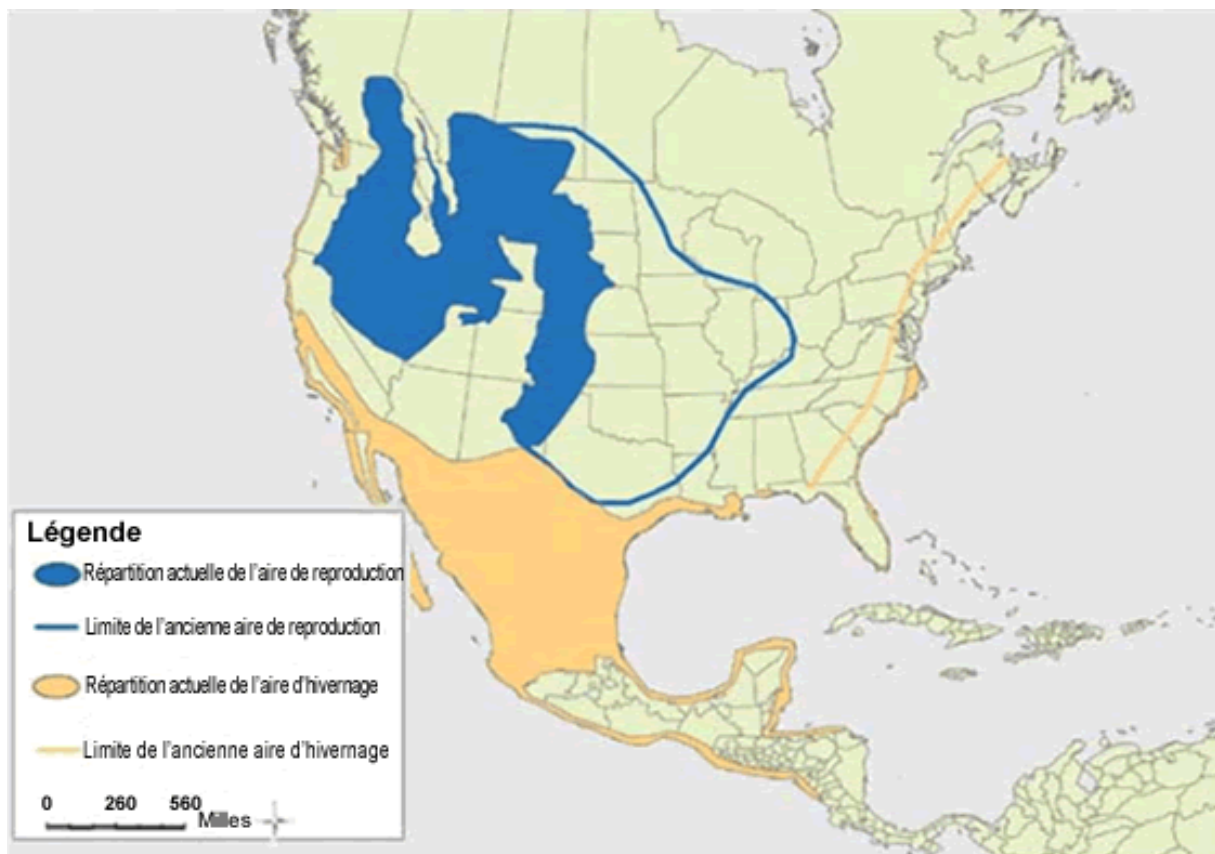 Légende
Répartition actuelle de l’aire de reproduction
Limite de l’ancienne aire de reproduction
Répartition actuelle de l’aire d’hivernage
Limite de l’ancienne aire d’hivernage
0 260 560
Milles